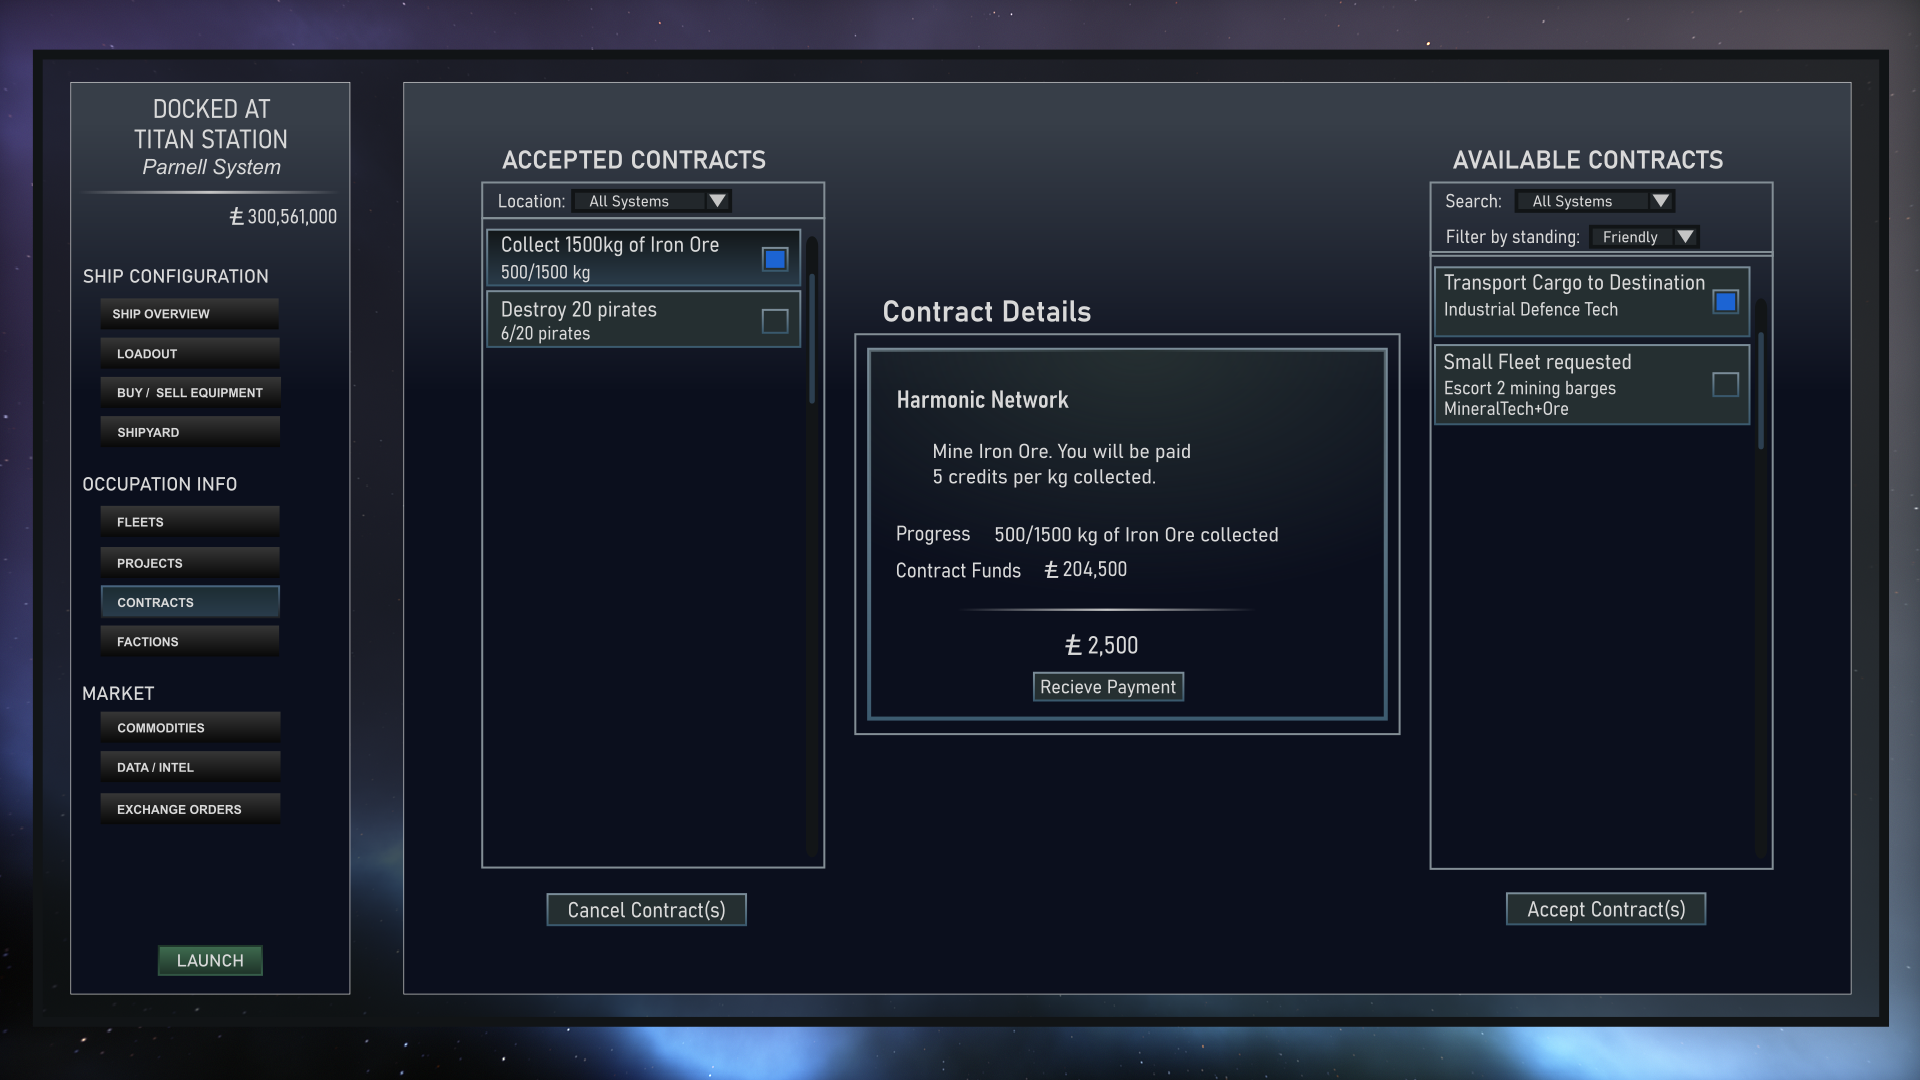 DOCKED AT
TITAN STATION
Parnell System
300,561,000
SHIP CONFIGURATION
SHIP OVERVIEW
LOADOUT
BUY / SELL EQUIPMENT
SHIPYARD
OCCUPATION INFO
FLEETS
PROJECTS
CONTRACTS
FACTIONS
MARKET
COMMODITIES
DATA / INTEL
EXCHANGE ORDERS
LAUNCH
ACCEPTED CONTRACTS
Location: All Systems
Collect 1500kg of Iron Ore
500/1500 kg
Destroy 20 pirates
6/20 pirates
Cancel Contract(s)
Contract Details
Harmonic Network
Mine Iron Ore. You will be paid
5 credits per kg collected.
Progress 500/1500 kg of Iron Ore collected
Contract Funds 204,500
2,500
Recieve Payment
AVAILABLE CONTRACTS
Search: All Systems
Filter by standing: Friendly
Transport Cargo to Destination
Industrial Defence Tech
Small Fleet requested
Escort 2 mining barges
MineralTech+Ore
Accept Contract(s)